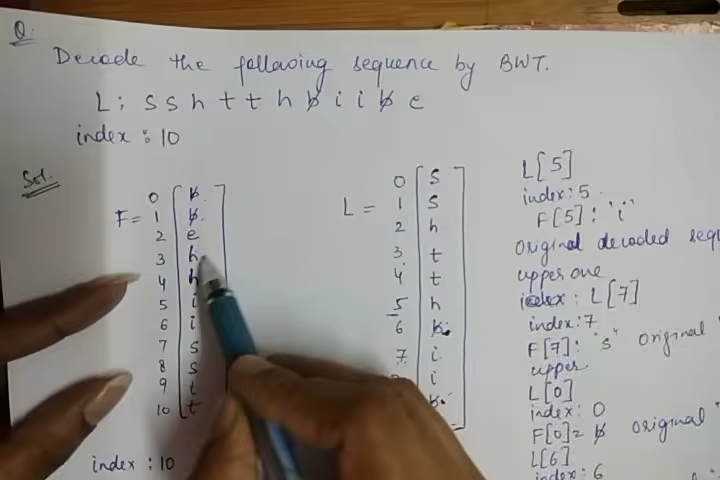 Q.
Decode the following sequence by BWT.
L: s s h t t h b̸ i i b̸ e
index : 10
Sol.
F =
0 b̸
1 b̸
2 e
3 h
4 h
5 i
6 i
7 s
8 s
9 t
10 t
index : 10
L =
0 s
1 s
2 h
3 t
4 t
5 h
6 b̸
7 i
i
b̸
L[5]
index: 5
F[5]: "i"
Original decoded
upper one
index: L[7]
index: 7
F[7]: "s" original
upper
L[0]
index: 0
F[0]= b̸ original
L[6]
index: 6